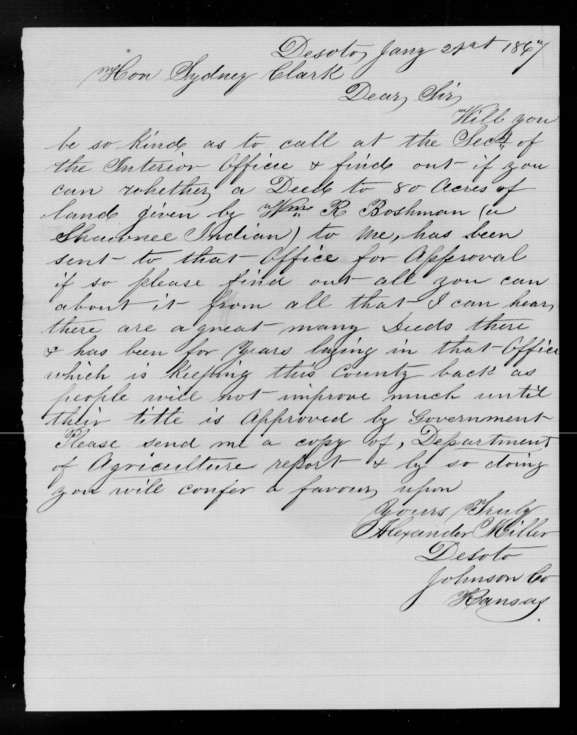 Desoto, Jany 21st 1867
Hon Sydney Clark
Dear, Sir,
Will you
be so kind as to call at the Secty of
the Interior Office & find out if you
can whether a Deed to 80 Acres of
land given by Wm R Boshman (a
Shawnee Indian) to me, has been
sent to that Office for Approval
if so please find out all you can
about it from all that I can hear,
there are a great many Deeds there
& has been for Years laying in that Office
which is keeping this County back as
people will not improve much until
their title is Approved by Government
Please send me a copy of, Department
of Agriculture report & by so doing
you will confer a favour, upon
Yours Truly
Alexander Miller
Desoto
Johnson Co
Kansas.